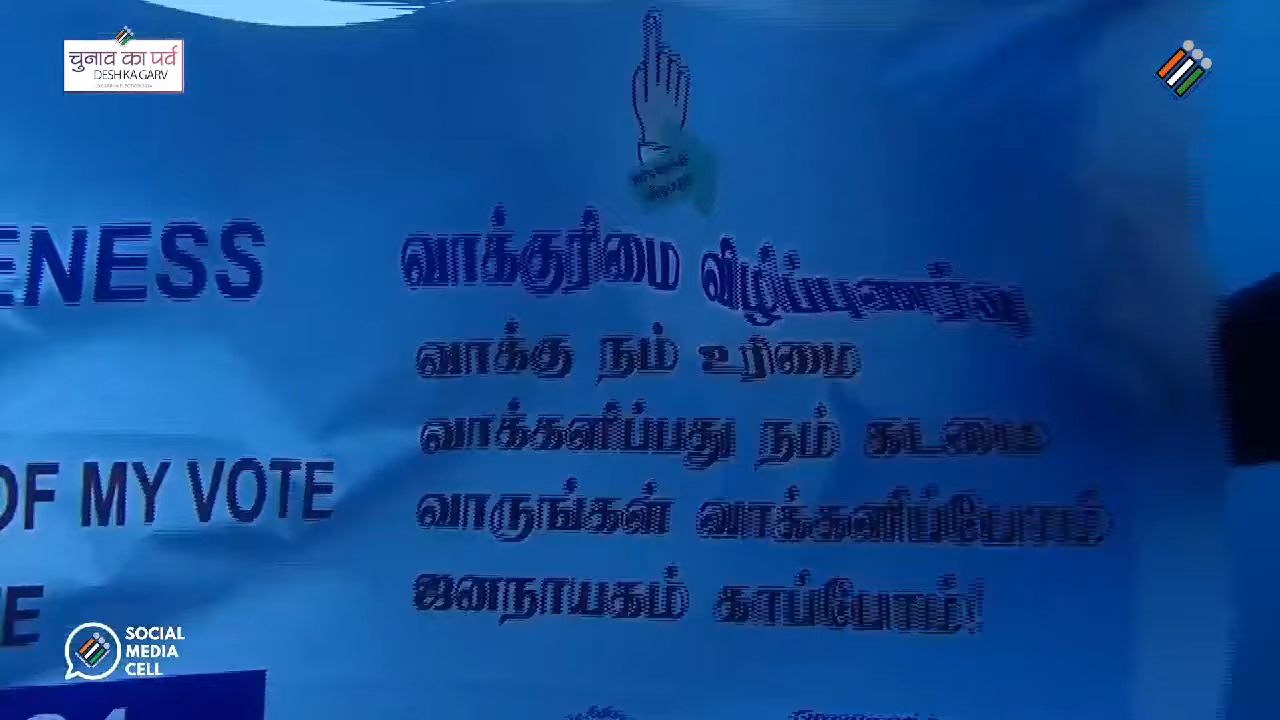 चुनाव का पर्व
DESH KA GARV
வாக்குரிமை விழிப்புணர்வு
வாக்கு நம் உரிமை
வாக்களிப்பது நம் கடமை
வாருங்கள் வாக்களிப்போம்
ஜனநாயகம் காப்போம்!
ENESS
OF MY VOTE
E
SOCIAL
MEDIA
CELL